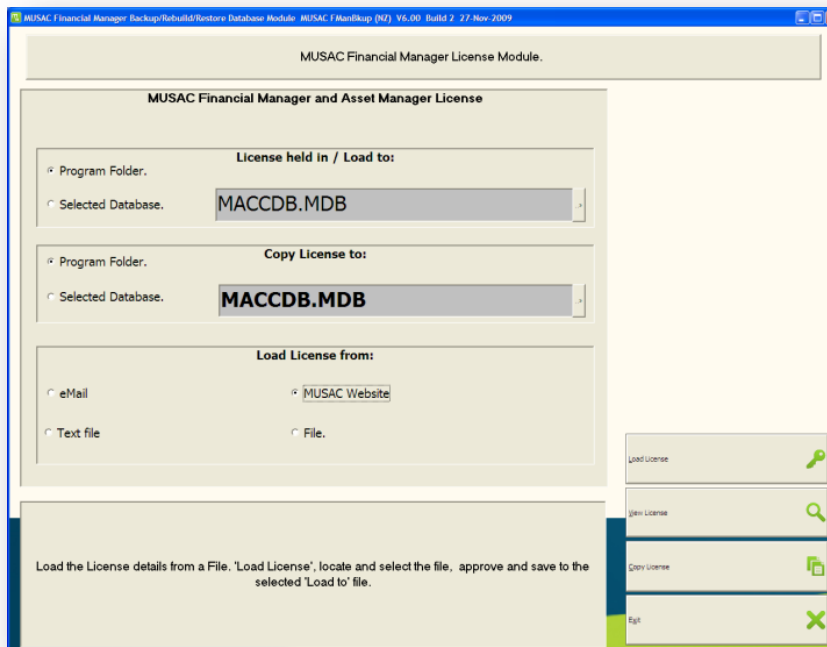 MUSAC Financial Manager Backup/Rebuild/Restore Database Module MUSAC FManBkup (NZ) V6.00 Build 2 27-Nov-2009
MUSAC Financial Manager License Module.
MUSAC Financial Manager and Asset Manager License
License held in / Load to:
Program Folder.
Selected Database.
MACCDB.MDB
Copy License to:
Program Folder.
Selected Database.
MACCDB.MDB
Load License from:
eMail
MUSAC Website
Text file
File.
Load License
View License
Copy License
Exit
Load the License details from a File. 'Load License', locate and select the file, approve and save to the
selected 'Load to' file.